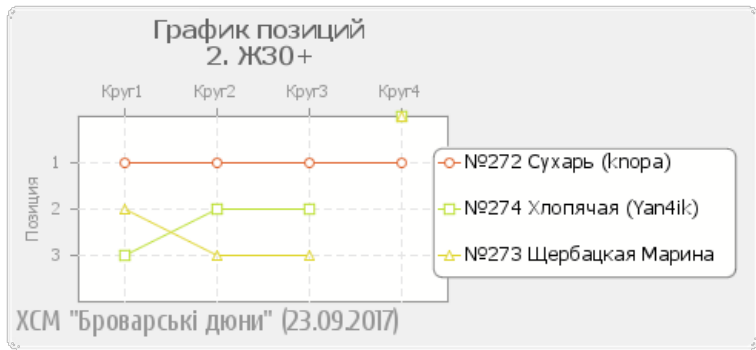 График позиций
2. Ж30+
Круг1 Круг2 Круг3 Круг4
Позиция
1
2
3
№272 Сухарь (knopa)
№274 Хлопячая (Yan4ik)
№273 Щербацкая Марина
ХСМ "Броварські дюни" (23.09.2017)